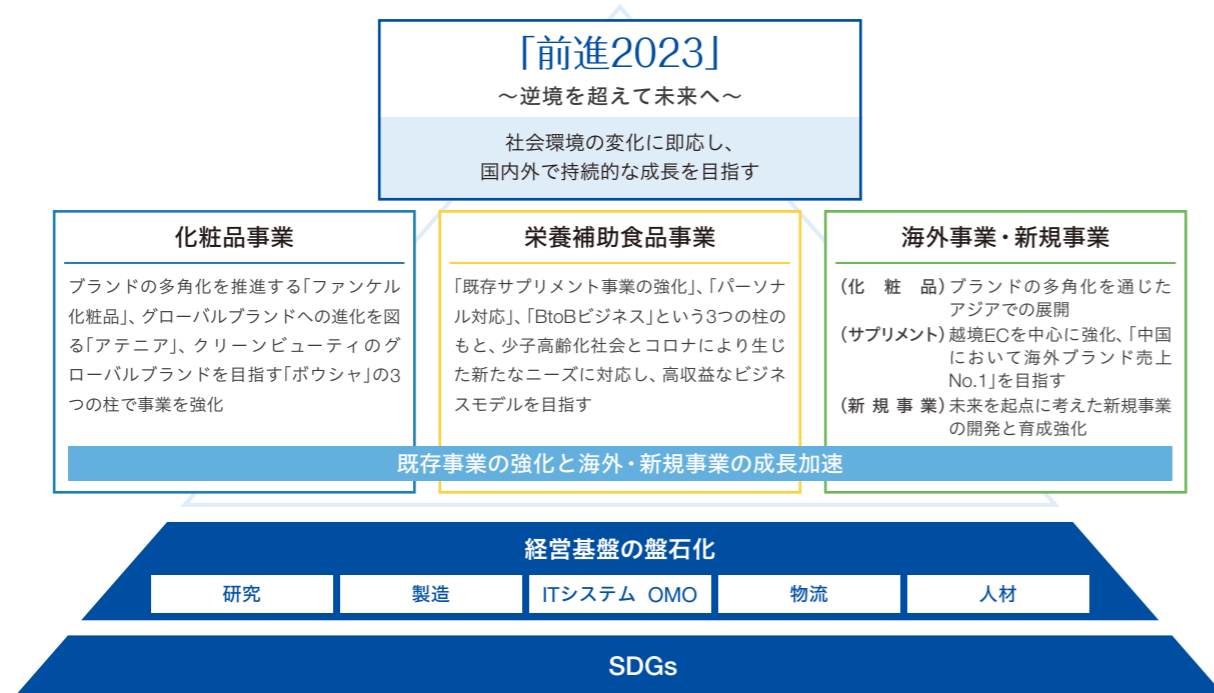 「前進2023」
～逆境を超えて未来へ～
社会環境の変化に即応し、
国内外で持続的な成長を目指す
化粧品事業
ブランドの多角化を推進する「ファンケル
化粧品」、グローバルブランドへの進化を図
る「アテニア」、クリーンビューティのグ
ローバルブランドを目指す「ボウシャ」の3
つの柱で事業を強化
栄養補助食品事業
「既存サプリメント事業の強化」、「パーソナ
ル対応」、「BtoBビジネス」という3つの柱の
もと、少子高齢化社会とコロナにより生じ
た新たなニーズに対応し、高収益なビジネ
スモデルを目指す
海外事業・新規事業
(化粧品)ブランドの多角化を通じた
アジアでの展開
(サプリメント)越境ECを中心に強化、「中国
において海外ブランド売上
No.1」を目指す
(新規事業)未来を起点に考えた新規事業
の開発と育成強化
既存事業の強化と海外・新規事業の成長加速
経営基盤の盤石化
研究
製造
ITシステム OMO
物流
人材
SDGs